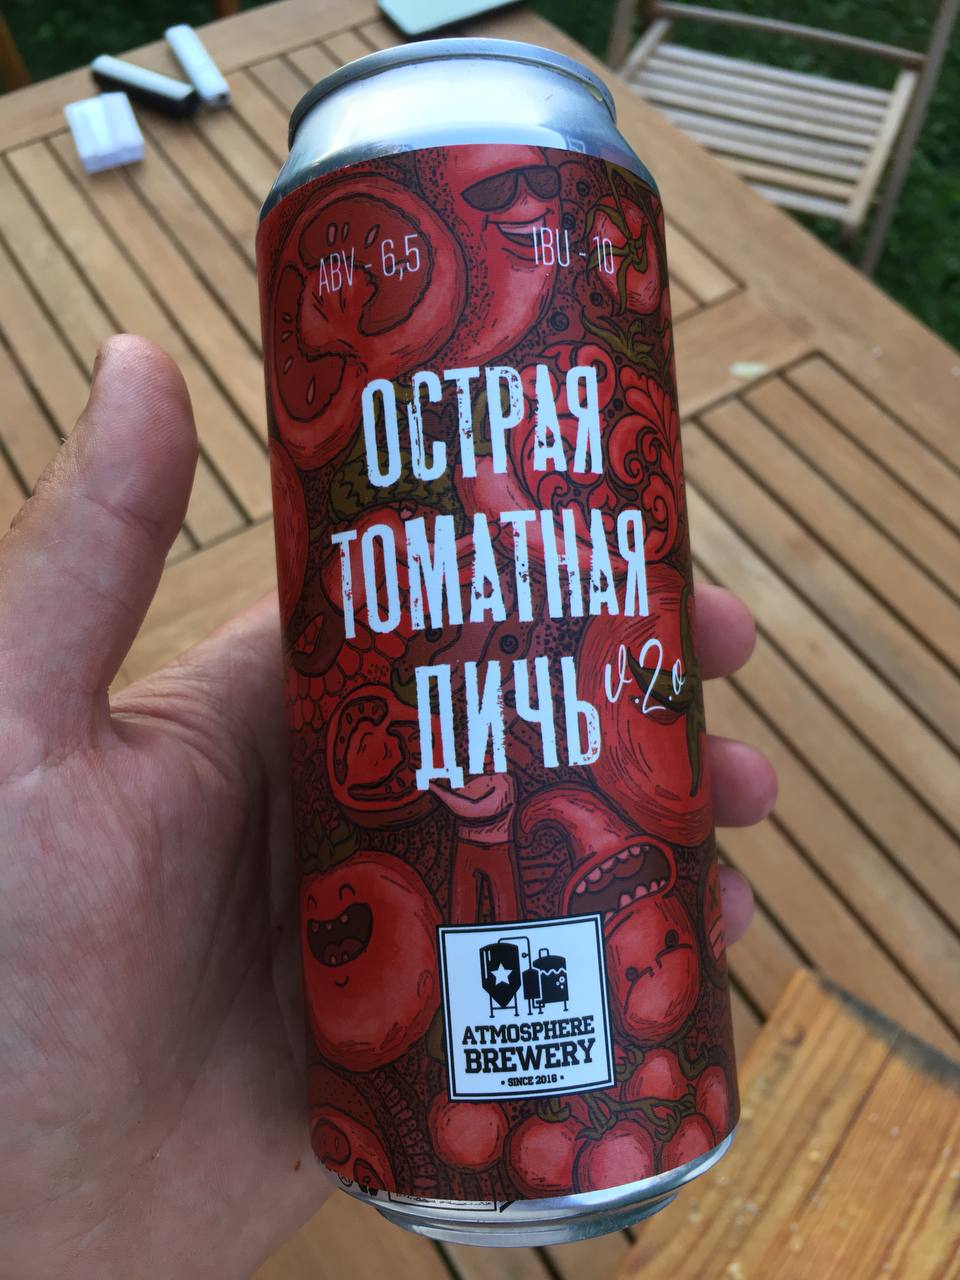 ABV - 6,5 IBU - 10
ОСТРАЯ
ТОМАТНАЯ
ДИЧЬ v.2.0
ATMOSPHERE
BREWERY
• SINCE 2016 •